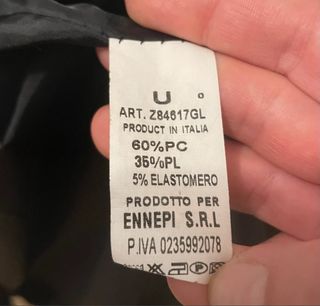 U °
ART. Z84617GL
PRODUCT IN ITALIA
60%PC
35%PL
5% ELASTOMERO
PRODOTTO PER
ENNEPI S.R.L
P.IVA 0235992078